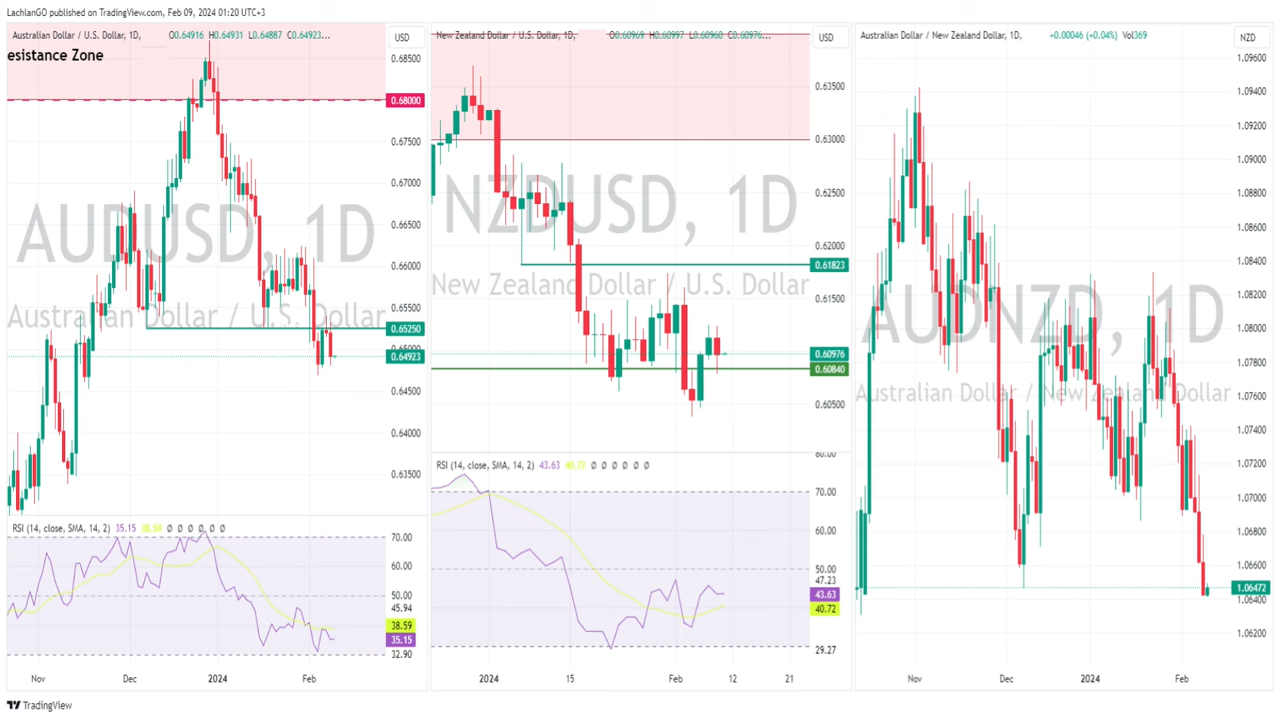 LachlanGO published on TradingView.com, Feb 09, 2024 01:20 UTC+3
Australian Dollar / U.S. Dollar, 1D, O0.64916 H0.64931 L0.64887 C0.64923...
USD
esistance Zone
0.68500
0.68000
0.67500
0.67000
0.66500
0.66000
0.65500
0.65250
0.64923
0.64500
0.64000
0.63500
AUDUSD, 1D
Australian Dollar / U.S. Dollar
RSI (14, close, SMA, 14, 2) 35.15 38.59 Ø Ø Ø Ø Ø Ø
70.00
60.00
50.00
45.94
38.59
35.15
32.90
Nov Dec 2024 Feb
New Zealand Dollar / U.S. Dollar, 1D, O0.60969 H0.60997 L0.60960 C0.60976...
USD
0.63500
0.63000
0.62500
0.62000
0.61823
0.61500
0.60976
0.60840
0.60500
NZDUSD, 1D
New Zealand Dollar / U.S. Dollar
80.00
RSI (14, close, SMA, 14, 2) 43.63 40.72 Ø Ø Ø Ø Ø Ø
70.00
60.00
50.00
47.23
43.63
40.72
29.27
2024 15 Feb 12 21
Australian Dollar / New Zealand Dollar, 1D, +0.00046 (+0.04%) Vol369
NZD
1.09600
1.09400
1.09200
1.09000
1.08800
1.08600
1.08400
1.08200
1.08000
1.07800
1.07600
1.07400
1.07200
1.07000
1.06800
1.06600
1.06472
1.06400
1.06200
AUDNZD, 1D
Australian Dollar / New Zealand Dollar
Nov Dec 2024 Feb
TradingView